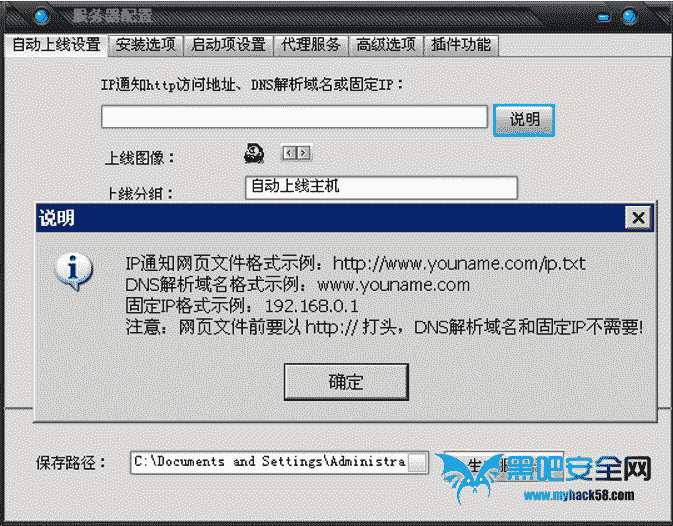 服务器配置
自动上线设置 安装选项 启动项设置 代理服务 高级选项 插件功能
IP通知http访问地址、DNS解析域名或固定IP：
说明
上线图像：
上线分组： 自动上线主机
说明
IP通知网页文件格式示例：http://www.youname.com/ip.txt
DNS解析域名格式示例：www.youname.com
固定IP格式示例：192.168.0.1
注意：网页文件前要以 http:// 打头，DNS解析域名和固定IP不需要!
确定
保存路径： C:\Documents and Settings\Administra
黑吧安全网
www.myhack58.com